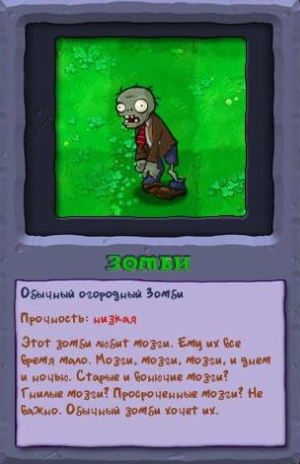 Зомби
Обычный огородный Зомби
Прочность: низкая
Этот зомби любит мозги. Ему их все
время мало. Мозги, мозги, мозги, и днем
и ночью. Старые и вонючие мозги?
Гнилые мозги? Просроченные мозги? Не
важно. Обычный зомби хочет их.